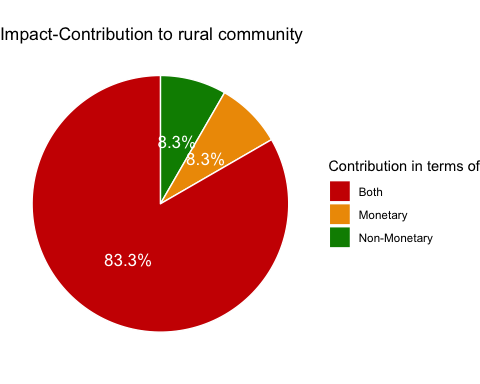 Impact-Contribution to rural community
8.3%
8.3%
83.3%
Contribution in terms of
Both
Monetary
Non-Monetary